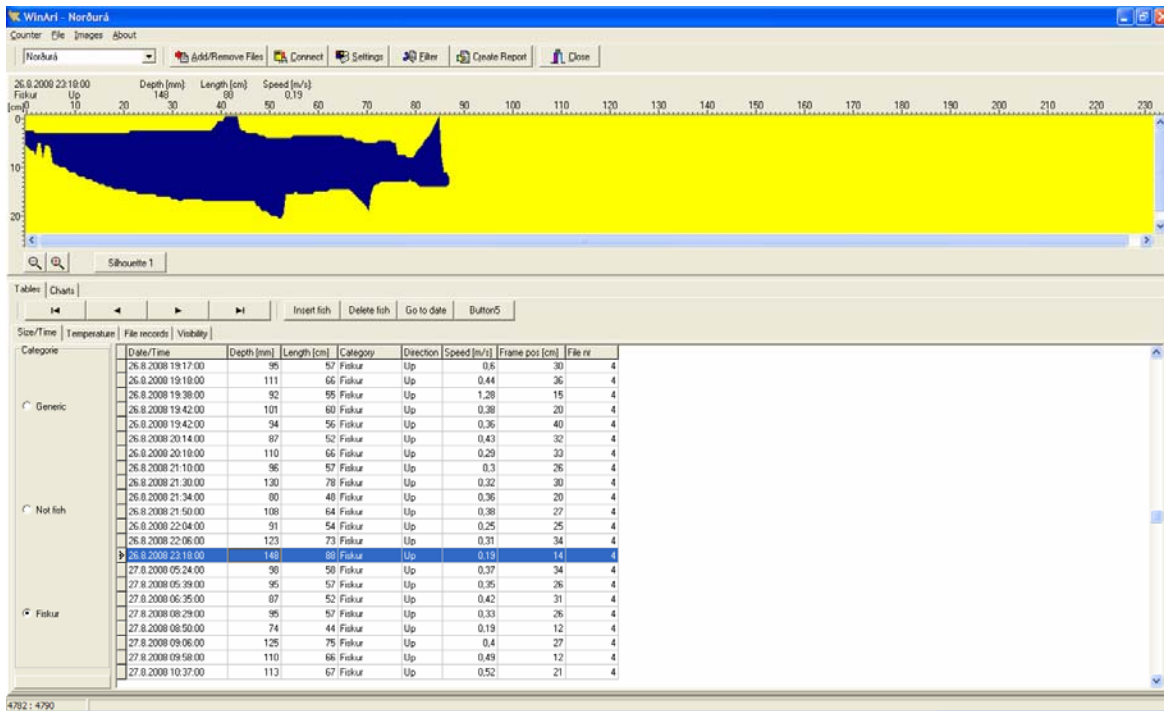 WinAri - Norðurá
Counter File Images About
Norðurá Add/Remove Files Connect Settings Filter Create Report Close
26.8.2008 23:18:00 Depth [mm]: Length [cm]: Speed [m/s]:
Fiskur Up 148 88 0,19
[cm] 0 10 20 30 40 50 60 70 80 90 100 110 120 130 140 150 160 170 180 190 200 210 220 230
0
10
20
Silhouette 1
Tables Charts
Insert fish Delete fish Go to date Button5
Size/Time Temperature File records Visibility
Categorie
Generic
Not fish
Fiskur
Date/Time Depth [mm] Length [cm] Category Direction Speed [m/s] Frame pos [cm] File nr
26.8.2008 19:17:00 95 57 Fiskur Up 0,6 30 4
26.8.2008 19:18:00 111 66 Fiskur Up 0,44 36 4
26.8.2008 19:38:00 92 55 Fiskur Up 1,28 15 4
26.8.2008 19:42:00 101 60 Fiskur Up 0,38 20 4
26.8.2008 19:42:00 94 56 Fiskur Up 0,36 40 4
26.8.2008 20:14:00 87 52 Fiskur Up 0,43 32 4
26.8.2008 20:18:00 110 66 Fiskur Up 0,29 33 4
26.8.2008 21:10:00 96 57 Fiskur Up 0,3 26 4
26.8.2008 21:30:00 130 78 Fiskur Up 0,32 30 4
26.8.2008 21:34:00 80 48 Fiskur Up 0,36 20 4
26.8.2008 21:50:00 108 64 Fiskur Up 0,38 27 4
26.8.2008 22:04:00 91 54 Fiskur Up 0,25 25 4
26.8.2008 22:06:00 123 73 Fiskur Up 0,31 34 4
26.8.2008 23:18:00 148 88 Fiskur Up 0,19 14 4
27.8.2008 05:24:00 98 58 Fiskur Up 0,37 34 4
27.8.2008 05:39:00 95 57 Fiskur Up 0,35 26 4
27.8.2008 06:35:00 87 52 Fiskur Up 0,42 31 4
27.8.2008 08:29:00 95 57 Fiskur Up 0,33 26 4
27.8.2008 08:50:00 74 44 Fiskur Up 0,19 12 4
27.8.2008 09:06:00 125 75 Fiskur Up 0,4 27 4
27.8.2008 09:58:00 110 66 Fiskur Up 0,49 12 4
27.8.2008 10:37:00 113 67 Fiskur Up 0,52 21 4
4782 : 4790